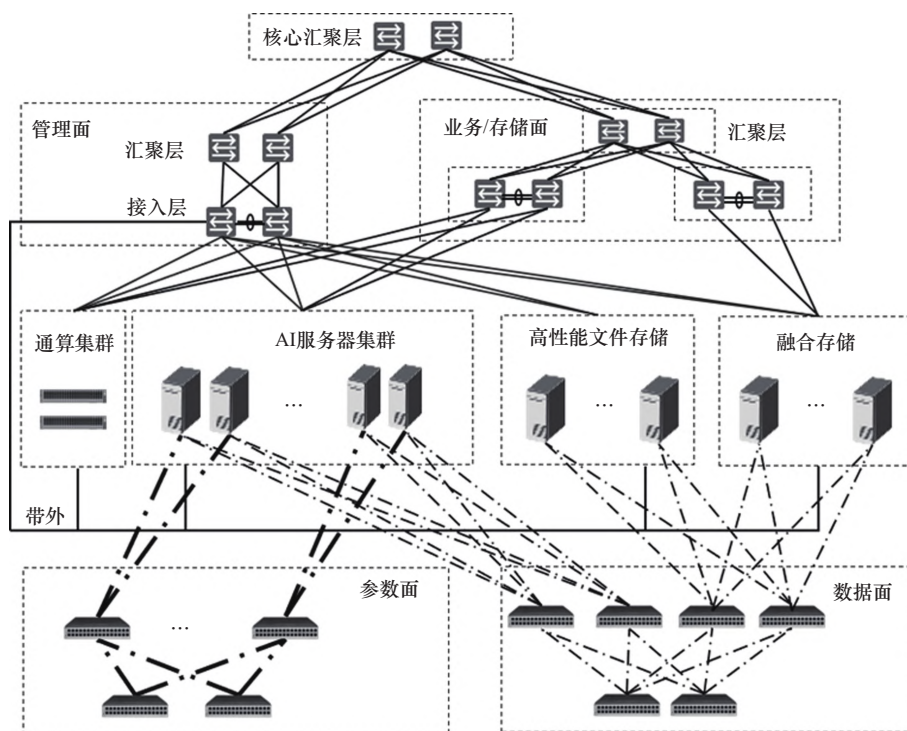 核心汇聚层
管理面
业务/存储面
汇聚层
汇聚层
接入层
通算集群
AI服务器集群
高性能文件存储
融合存储
...
...
...
带外
参数面
数据面
...